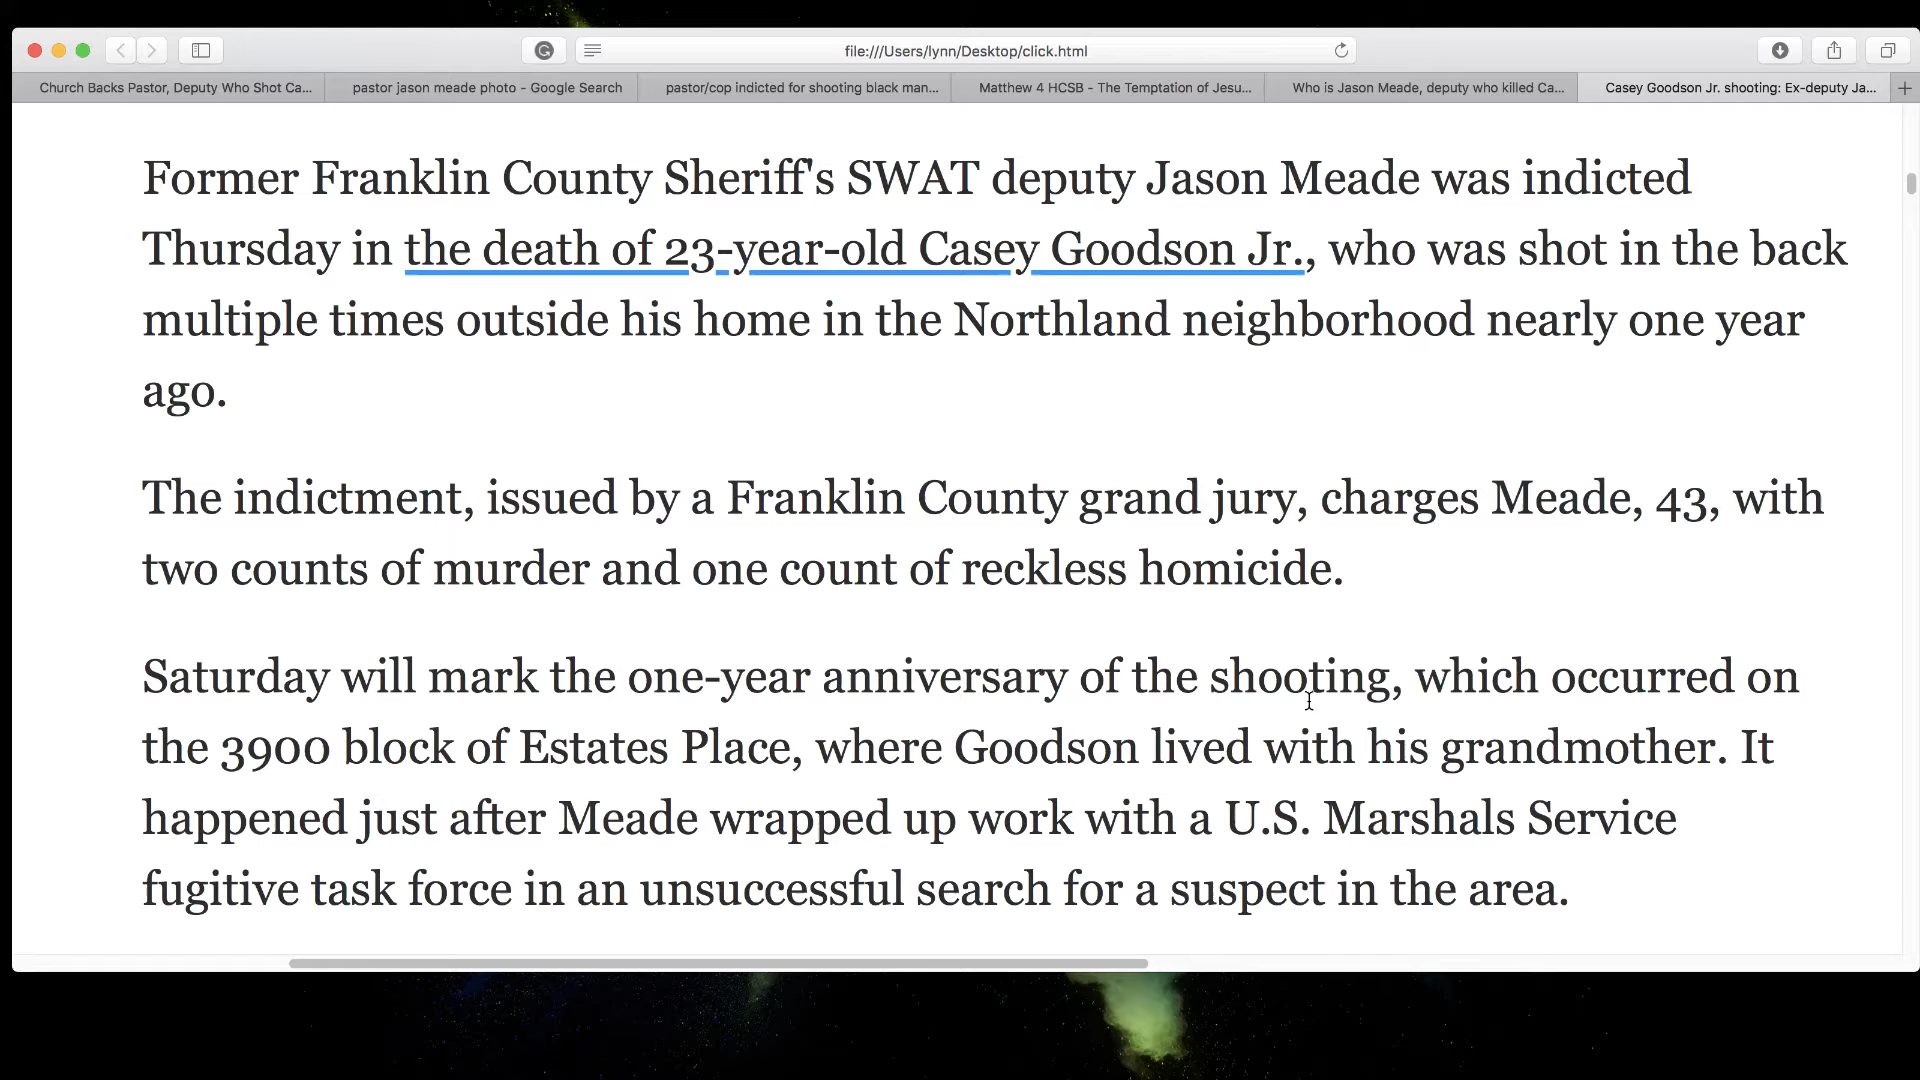 file:///Users/lynn/Desktop/click.html
Church Backs Pastor, Deputy Who Shot Ca...
pastor jason meade photo - Google Search
pastor/cop indicted for shooting black man...
Matthew 4 HCSB - The Temptation of Jesu...
Who is Jason Meade, deputy who killed Ca...
Casey Goodson Jr. shooting: Ex-deputy Ja...
Former Franklin County Sheriff's SWAT deputy Jason Meade was indicted
Thursday in the death of 23-year-old Casey Goodson Jr., who was shot in the back
multiple times outside his home in the Northland neighborhood nearly one year
ago.
The indictment, issued by a Franklin County grand jury, charges Meade, 43, with
two counts of murder and one count of reckless homicide.
Saturday will mark the one-year anniversary of the shooting, which occurred on
the 3900 block of Estates Place, where Goodson lived with his grandmother. It
happened just after Meade wrapped up work with a U.S. Marshals Service
fugitive task force in an unsuccessful search for a suspect in the area.